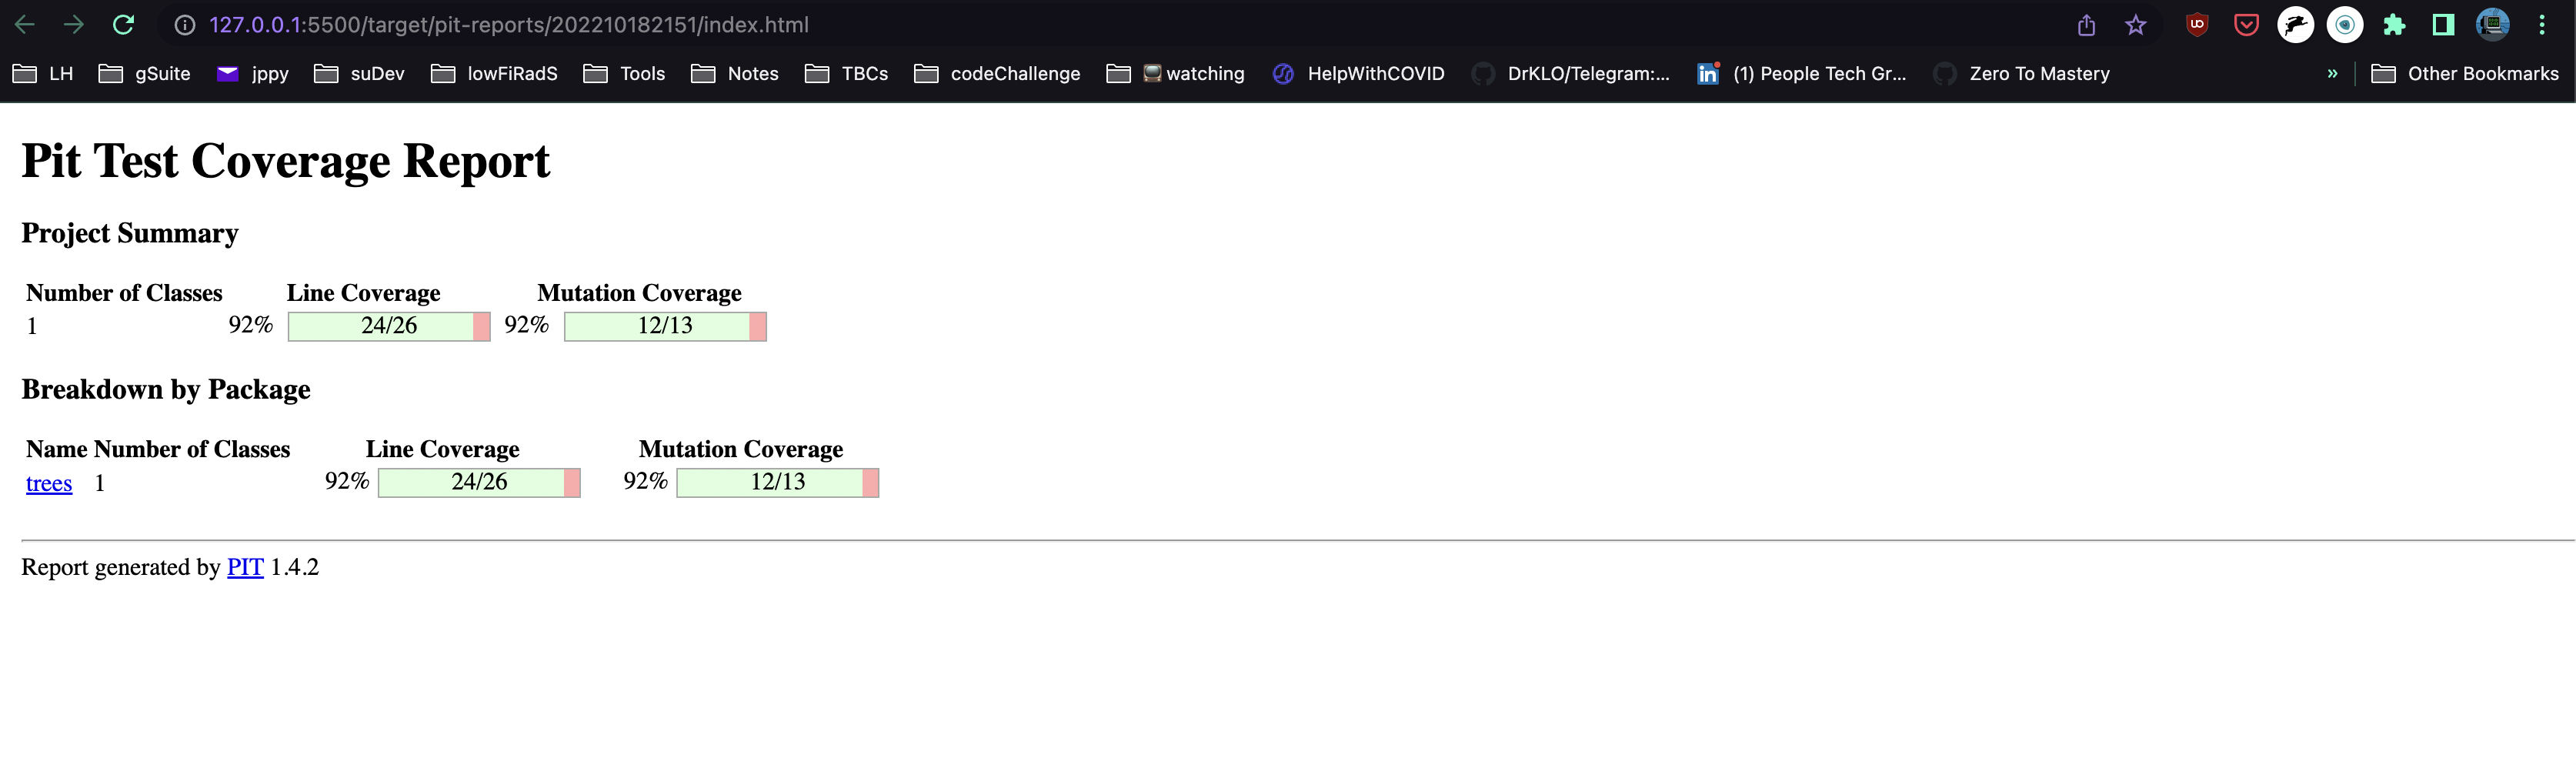 127.0.0.1:5500/target/pit-reports/202210182151/index.html
LH gSuite jppy suDev lowFiRadS Tools Notes TBCs codeChallenge watching HelpWithCOVID DrKLO/Telegram:... (1) People Tech Gr... Zero To Mastery » Other Bookmarks
Pit Test Coverage Report
Project Summary
Number of Classes Line Coverage Mutation Coverage
1 92% 24/26 92% 12/13
Breakdown by Package
Name Number of Classes Line Coverage Mutation Coverage
trees 1 92% 24/26 92% 12/13
Report generated by PIT 1.4.2